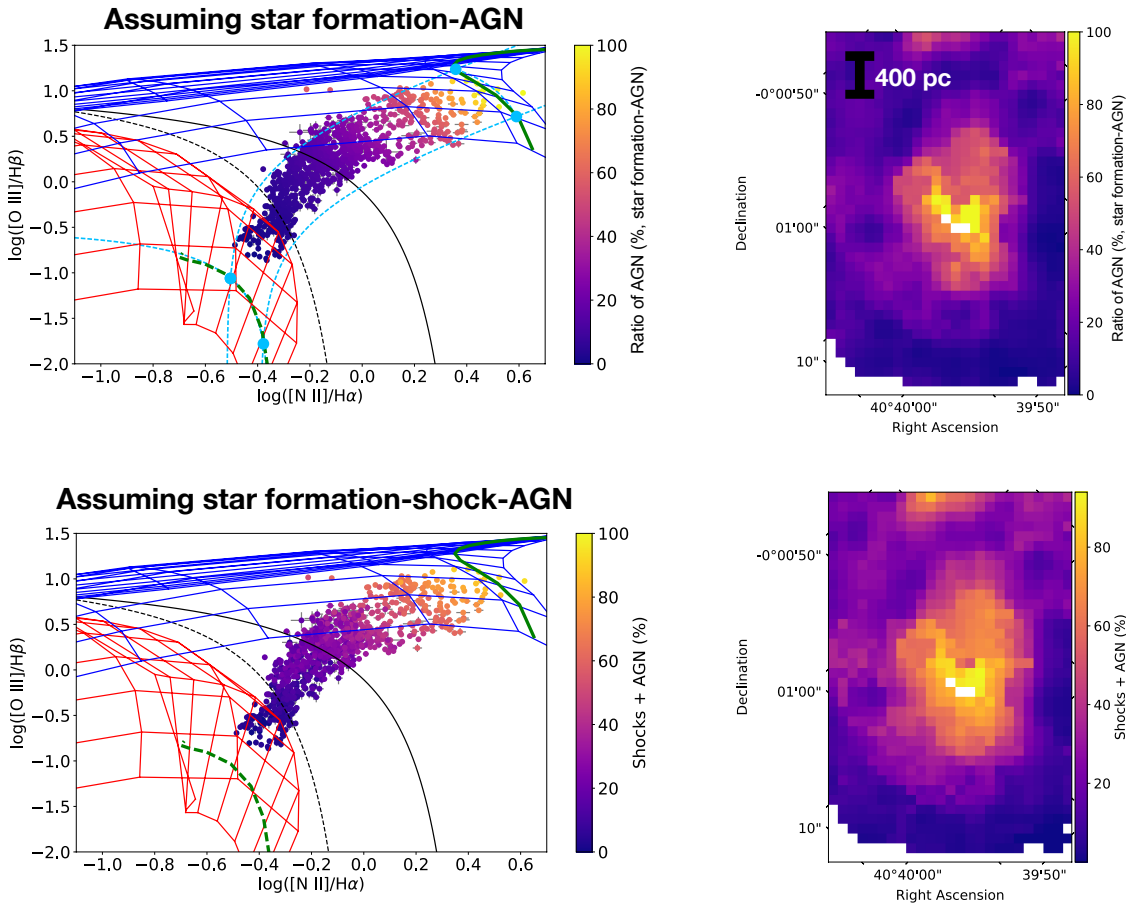 Assuming star formation-AGN
1.5
1.0
0.5
0.0
−0.5
−1.0
−1.5
−2.0
log([O III]/Hβ)
−1.0 −0.8 −0.6 −0.4 −0.2 0.0 0.2 0.4 0.6
log([N II]/Hα)
100
80
60
40
20
0
Ratio of AGN (%, star formation-AGN)
400 pc
-0°00'50"
01'00"
10"
Declination
40°40'00" 39'50"
Right Ascension
100
80
60
40
20
0
Ratio of AGN (%, star formation-AGN)
Assuming star formation-shock-AGN
1.5
1.0
0.5
0.0
−0.5
−1.0
−1.5
−2.0
log([O III]/Hβ)
−1.0 −0.8 −0.6 −0.4 −0.2 0.0 0.2 0.4 0.6
log([N II]/Hα)
100
80
60
40
20
0
Shocks + AGN (%)
-0°00'50"
01'00"
10"
Declination
40°40'00" 39'50"
Right Ascension
80
60
40
20
Shocks + AGN (%)